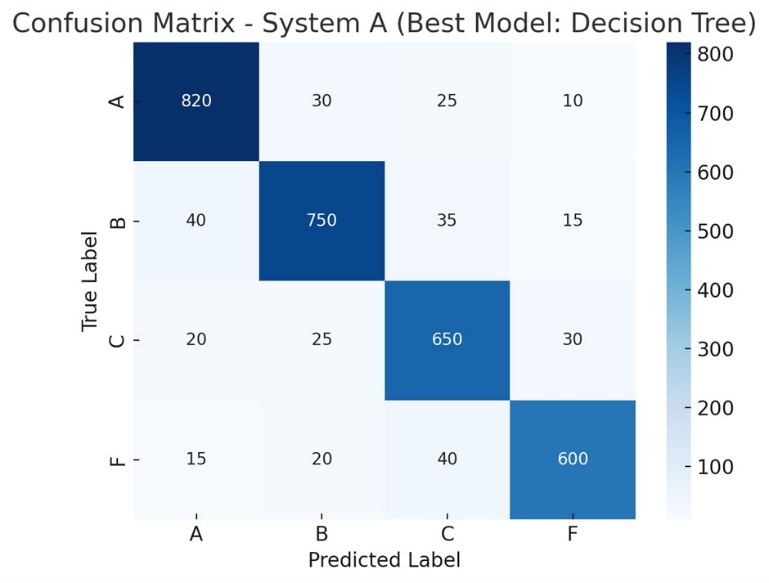 Confusion Matrix - System A (Best Model: Decision Tree)
A 820 30 25 10
B 40 750 35 15
C 20 25 650 30
F 15 20 40 600
A B C F
True Label
Predicted Label
800
700
600
500
400
300
200
100